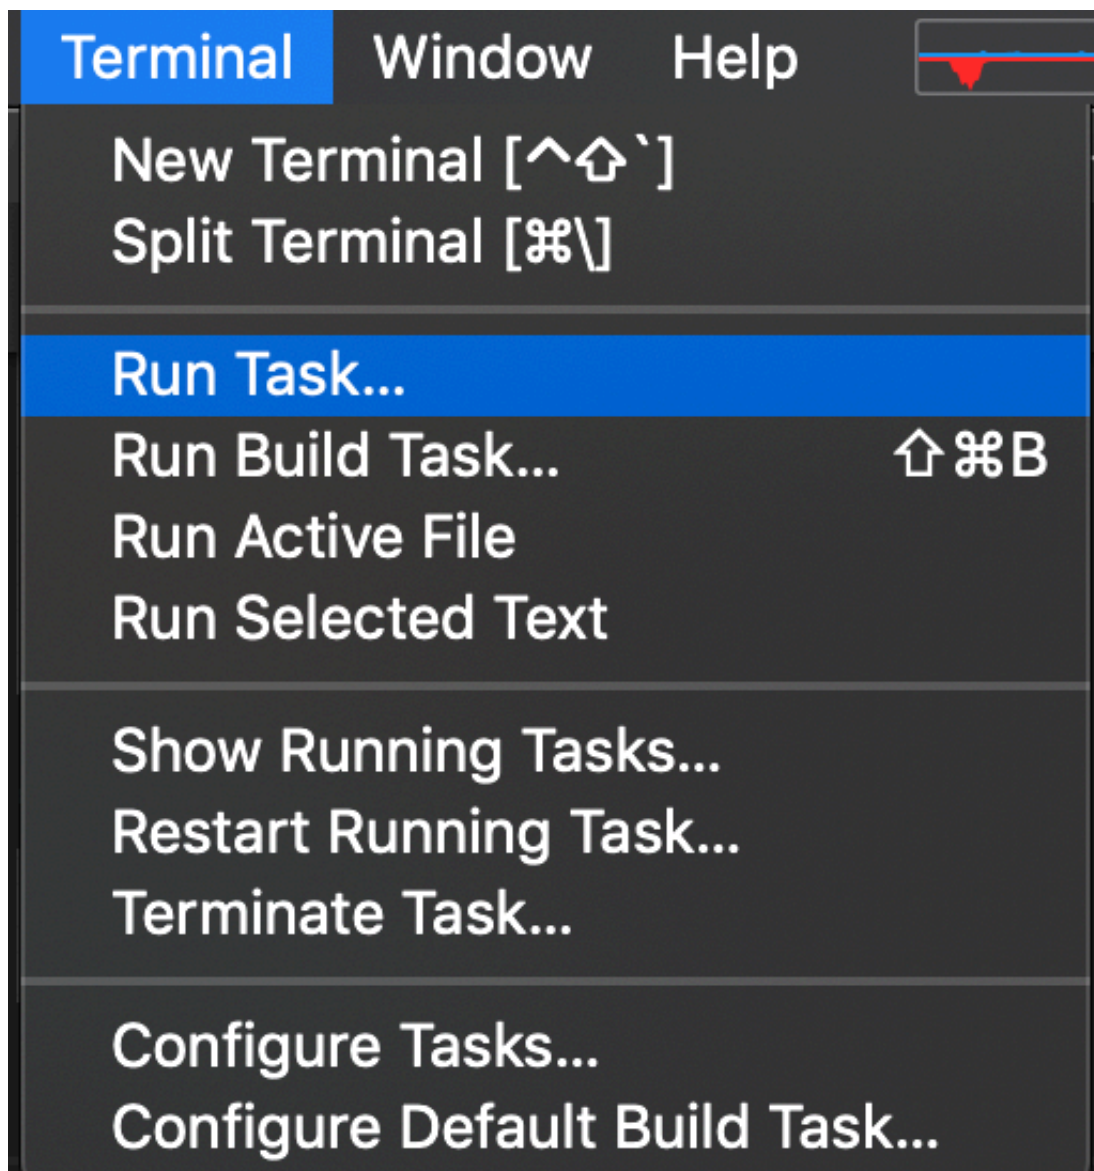 Terminal Window Help
New Terminal [^⇧`]
Split Terminal [⌘\]
Run Task...
Run Build Task... ⇧⌘B
Run Active File
Run Selected Text
Show Running Tasks...
Restart Running Task...
Terminate Task...
Configure Tasks...
Configure Default Build Task...